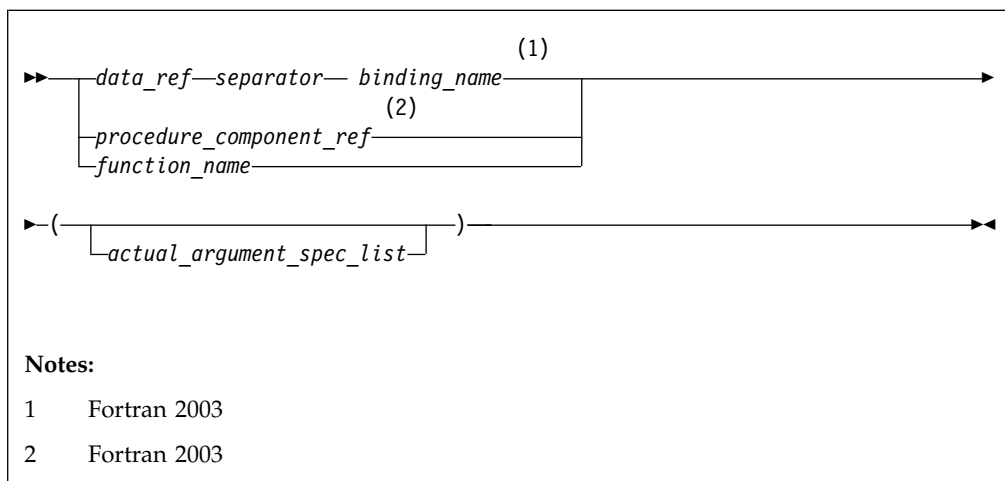 (1)
data_ref separator binding_name
(2)
procedure_component_ref
function_name
( )
actual_argument_spec_list
Notes:
1 Fortran 2003
2 Fortran 2003